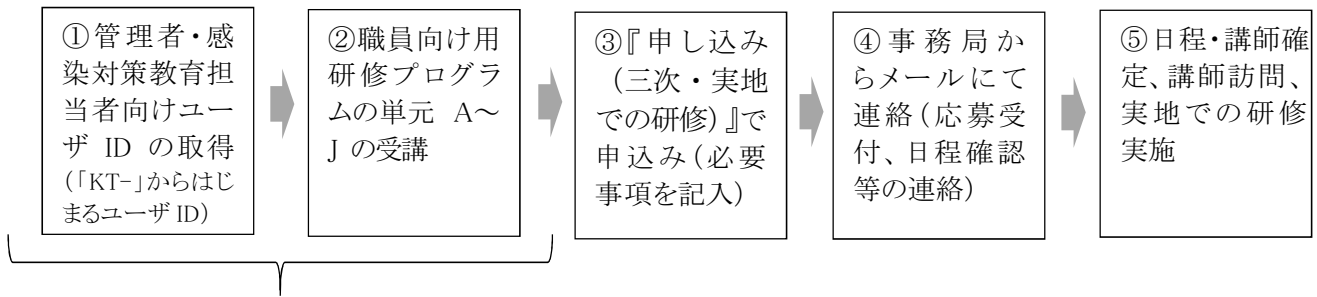 ①管理者・感
染対策教育担
当者向けユー
ザ ID の取得
(「KT-」からはじ
まるユーザ ID)
②職員向け用
研修プログラ
ムの単元 A～
J の受講
③『申し込み
(三次・実地
での研修)』で
申込み(必要
事項を記入)
④事務局か
らメールにて
連絡(応募受
付、日程確認
等の連絡)
⑤日程・講師確
定、講師訪問、
実地での研修
実施